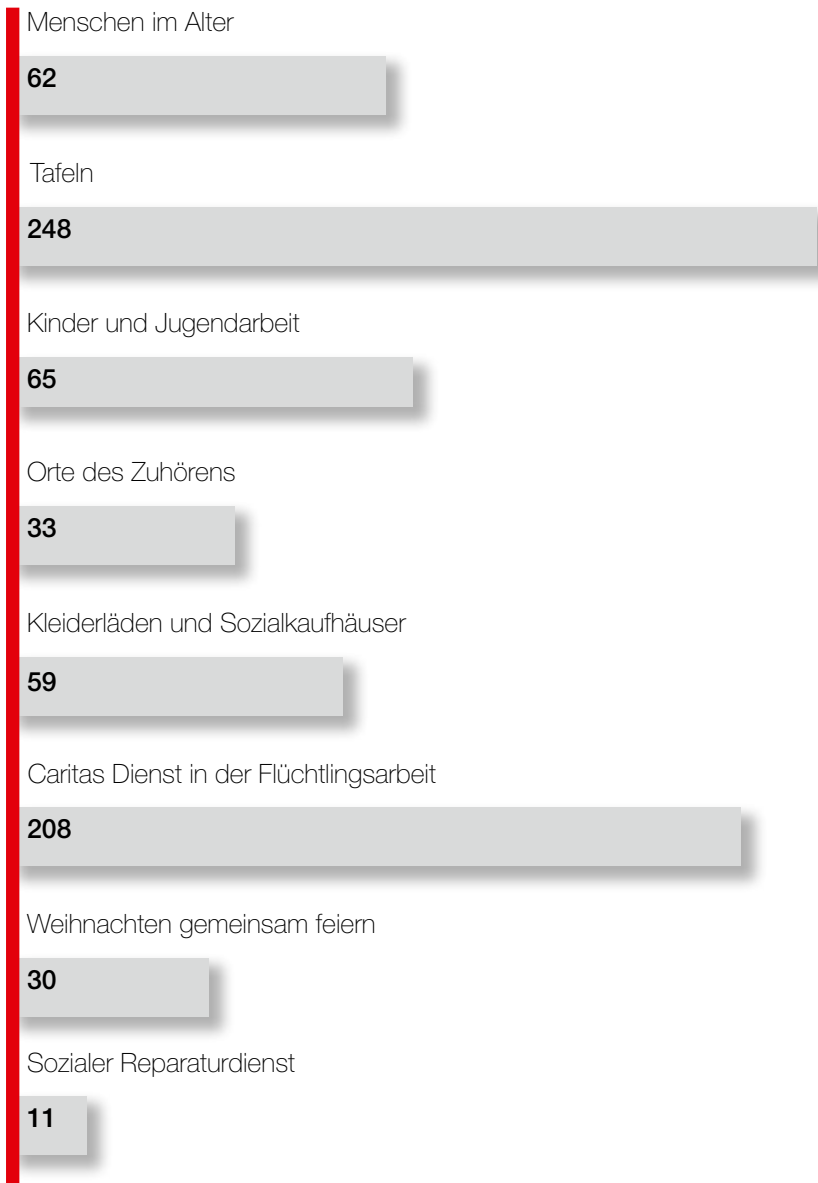 Menschen im Alter
62
Tafeln
248
Kinder und Jugendarbeit
65
Orte des Zuhörens
33
Kleiderläden und Sozialkaufhäuser
59
Caritas Dienst in der Flüchtlingsarbeit
208
Weihnachten gemeinsam feiern
30
Sozialer Reparaturdienst
11